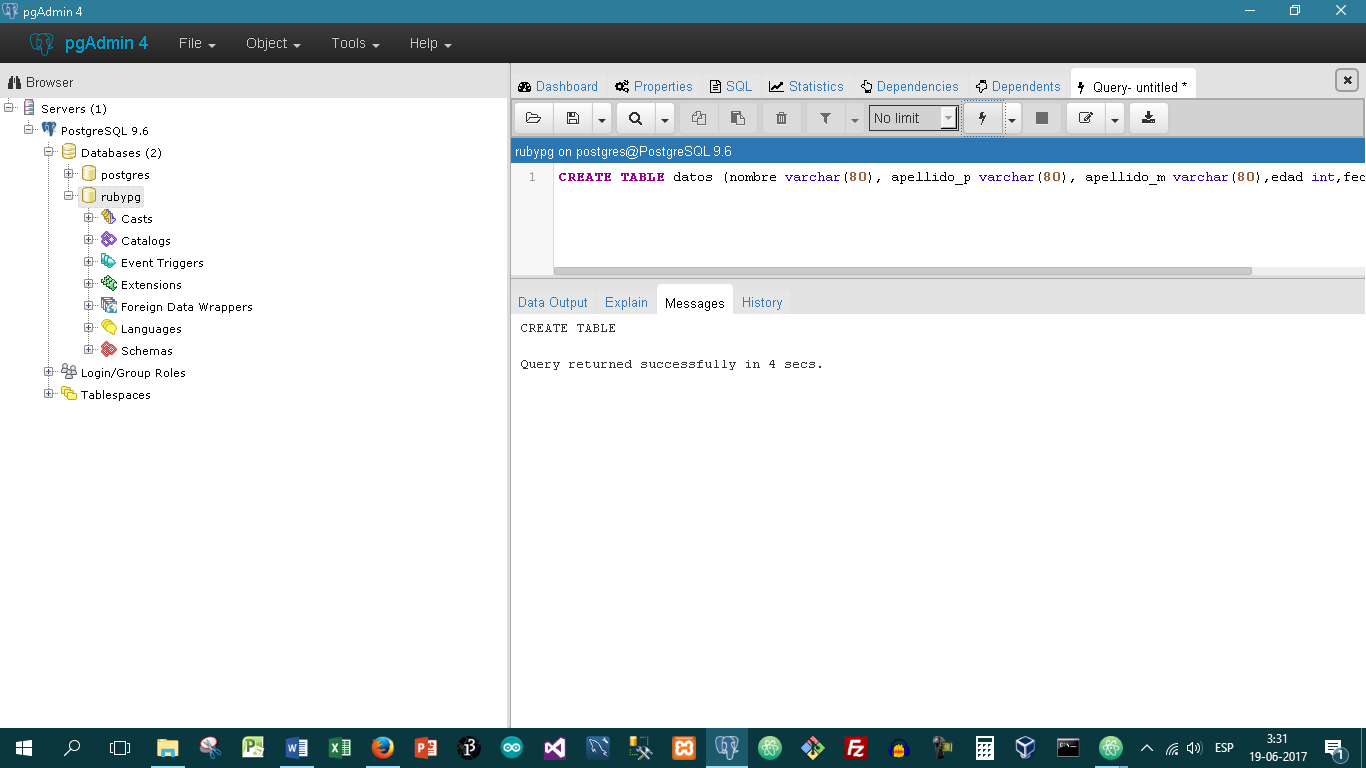 pgAdmin 4
pgAdmin 4 File Object Tools Help
Browser
Servers (1)
PostgreSQL 9.6
Databases (2)
postgres
rubypg
Casts
Catalogs
Event Triggers
Extensions
Foreign Data Wrappers
Languages
Schemas
Login/Group Roles
Tablespaces
Dashboard Properties SQL Statistics Dependencies Dependents Query- untitled *
No limit
rubypg on postgres@PostgreSQL 9.6
1 CREATE TABLE datos (nombre varchar(80), apellido_p varchar(80), apellido_m varchar(80),edad int,fec
Data Output Explain Messages History
CREATE TABLE
Query returned successfully in 4 secs.
ESP
3:31
19-06-2017
1